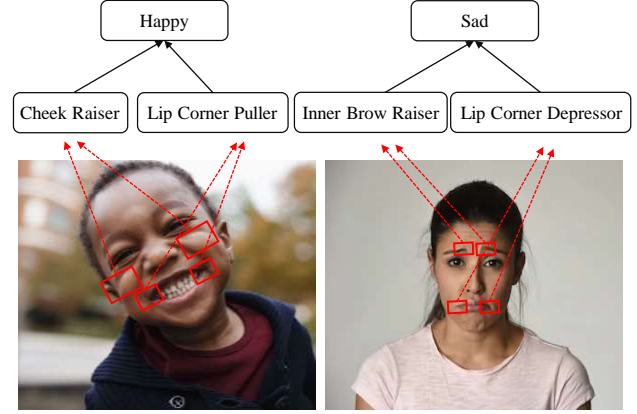 Happy
Sad
Cheek Raiser
Lip Corner Puller
Inner Brow Raiser
Lip Corner Depressor